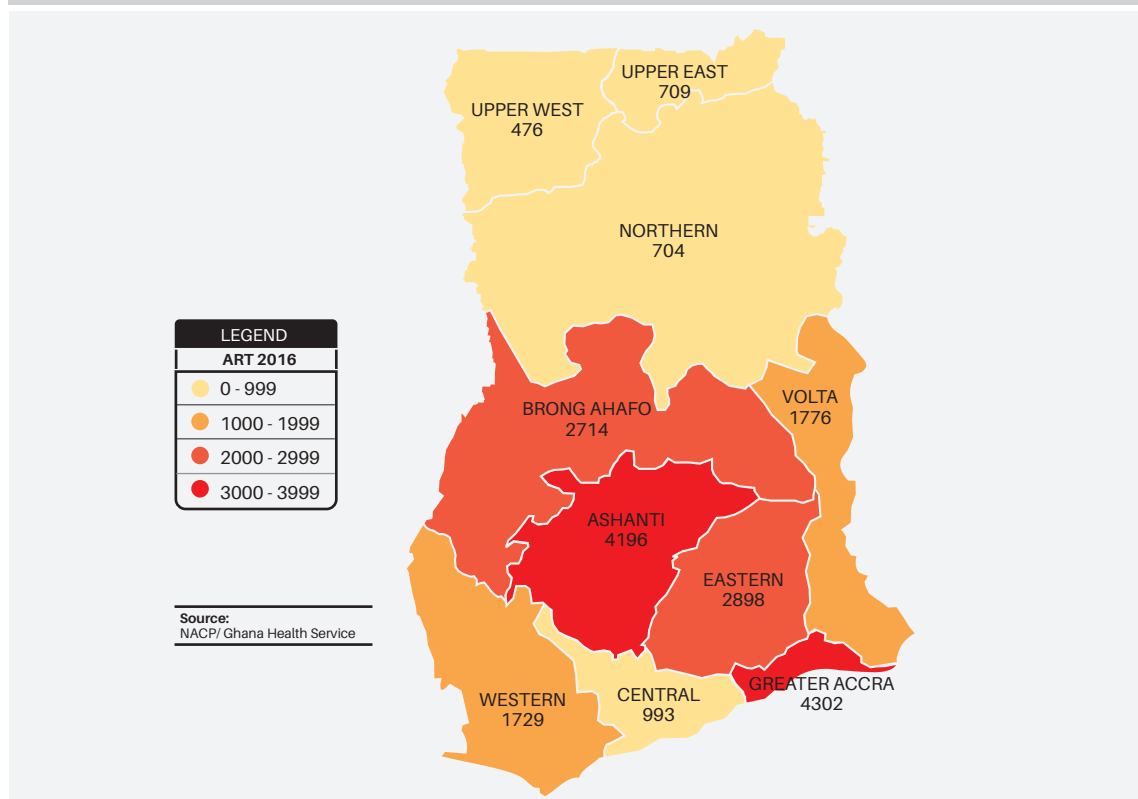 UPPER EAST
709
UPPER WEST
476
NORTHERN
704
LEGEND
ART 2016
0 - 999
1000 - 1999
2000 - 2999
3000 - 3999
VOLTA
1776
BRONG AHAFO
2714
ASHANTI
4196
EASTERN
2898
Source:
NACP/ Ghana Health Service
GREATER ACCRA
4302
WESTERN
1729
CENTRAL
993